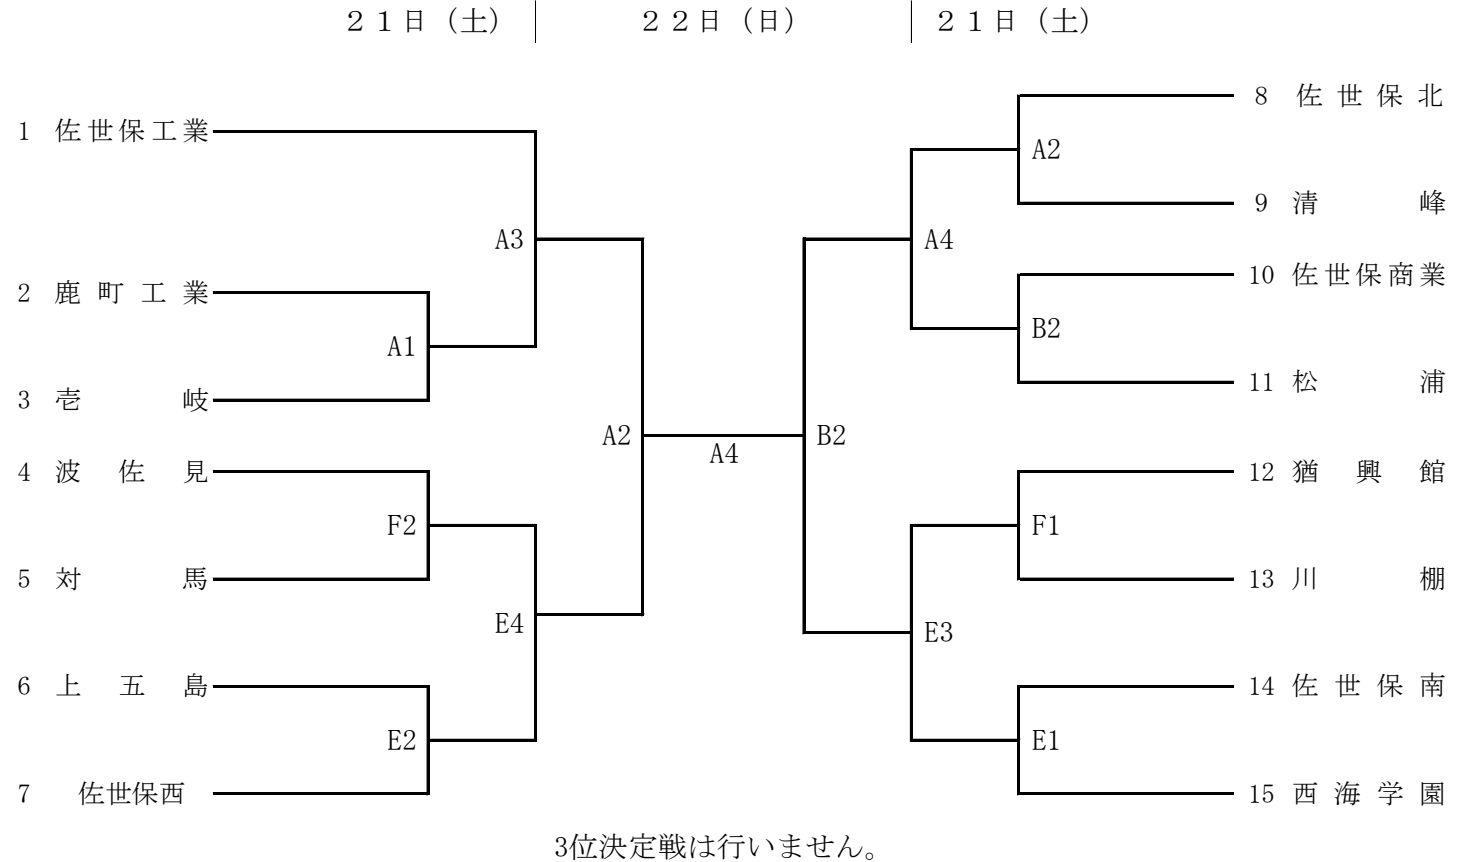 21日（土） 22日（日） 21日（土）
8 佐世保北
1 佐世保工業
A2
9 清峰
A3 A4
10 佐世保商業
2 鹿町工業
B2
A1
11 松浦
3 壱岐
A2 B2
A4
4 波佐見 12 猶興館
F2 F1
5 対馬 13 川棚
E4 E3
6 上五島 14 佐世保南
E2 E1
7 佐世保西 15 西海学園
3位決定戦は行いません。